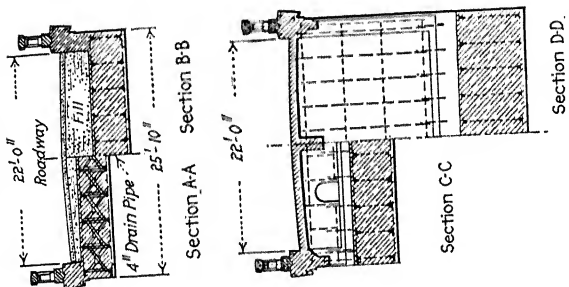 22'-0"
Roadway
Fill
4" Drain Pipe
25'-10"
Section A-A
Section B-B
22'-0"
Section C-C
Section D-D